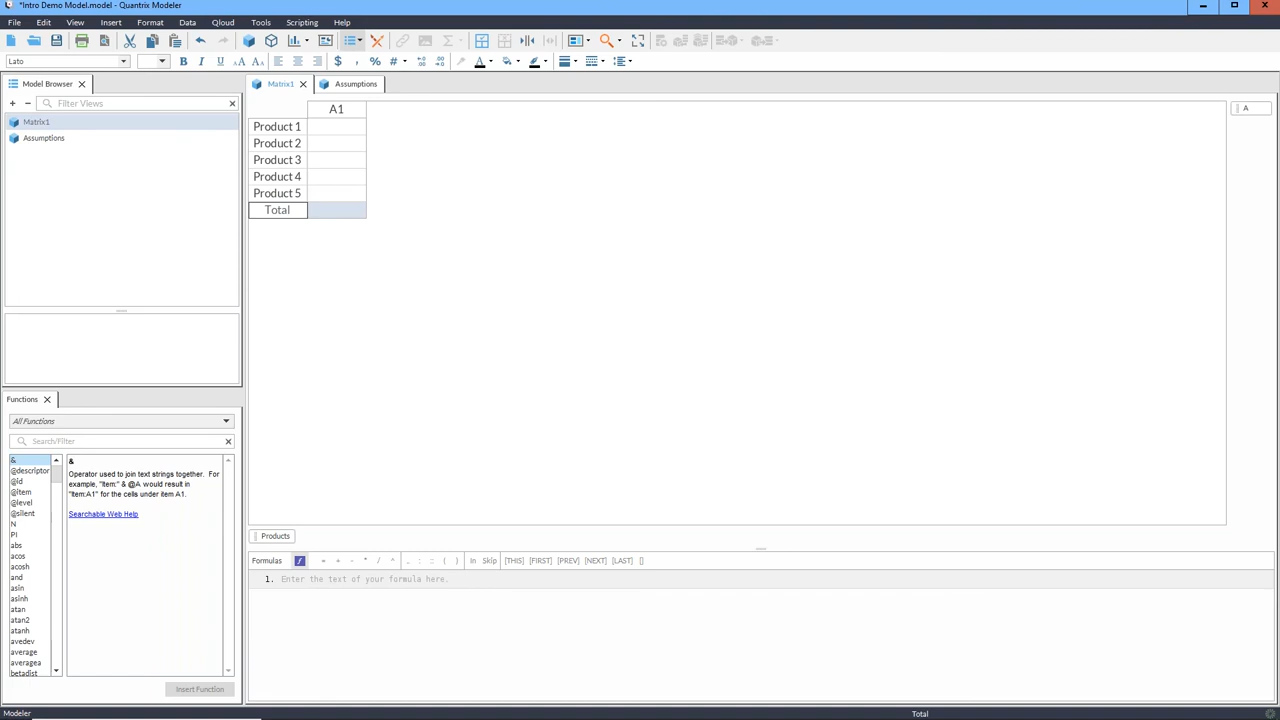 *Intro Demo Model.model - Quantrix Modeler
File Edit View Insert Format Data Qloud Tools Scripting Help
Lato
B I U A A $ , % #
Model Browser
Matrix1 Assumptions
+ − Filter Views
Matrix1
Assumptions
A1
Product 1
Product 2
Product 3
Product 4
Product 5
Total
A
Products
Functions
All Functions
Search/Filter
&
@descriptor
@id
@item
@level
@silent
N
PI
abs
acos
acosh
and
asin
asinh
atan
atan2
atanh
avedev
average
averagea
betadist
&
Operator used to join text strings together. For
example, "Item:" & @A would result in
"Item:A1" for the cells under item A1.
Searchable Web Help
Insert Function
Formulas f = + - * / ^ .. : :: ( ) In Skip [THIS] [FIRST] [PREV] [NEXT] [LAST] []
1. Enter the text of your formula here.
Modeler Total